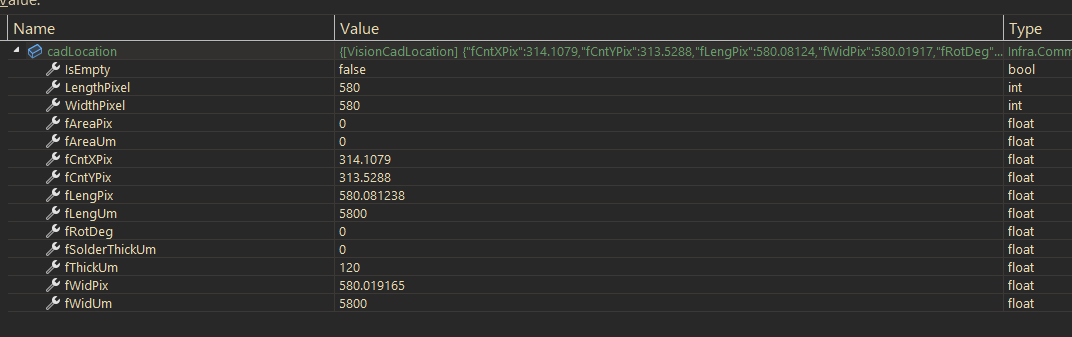 value:
Name Value Type
cadLocation {[VisionCadLocation] {"fCntXPix":314.1079,"fCntYPix":313.5288,"fLengPix":580.08124,"fWidPix":580.01917,"fRotDeg"... Infra.Comm
IsEmpty false bool
LengthPixel 580 int
WidthPixel 580 int
fAreaPix 0 float
fAreaUm 0 float
fCntXPix 314.1079 float
fCntYPix 313.5288 float
fLengPix 580.081238 float
fLengUm 5800 float
fRotDeg 0 float
fSolderThickUm 0 float
fThickUm 120 float
fWidPix 580.019165 float
fWidUm 5800 float